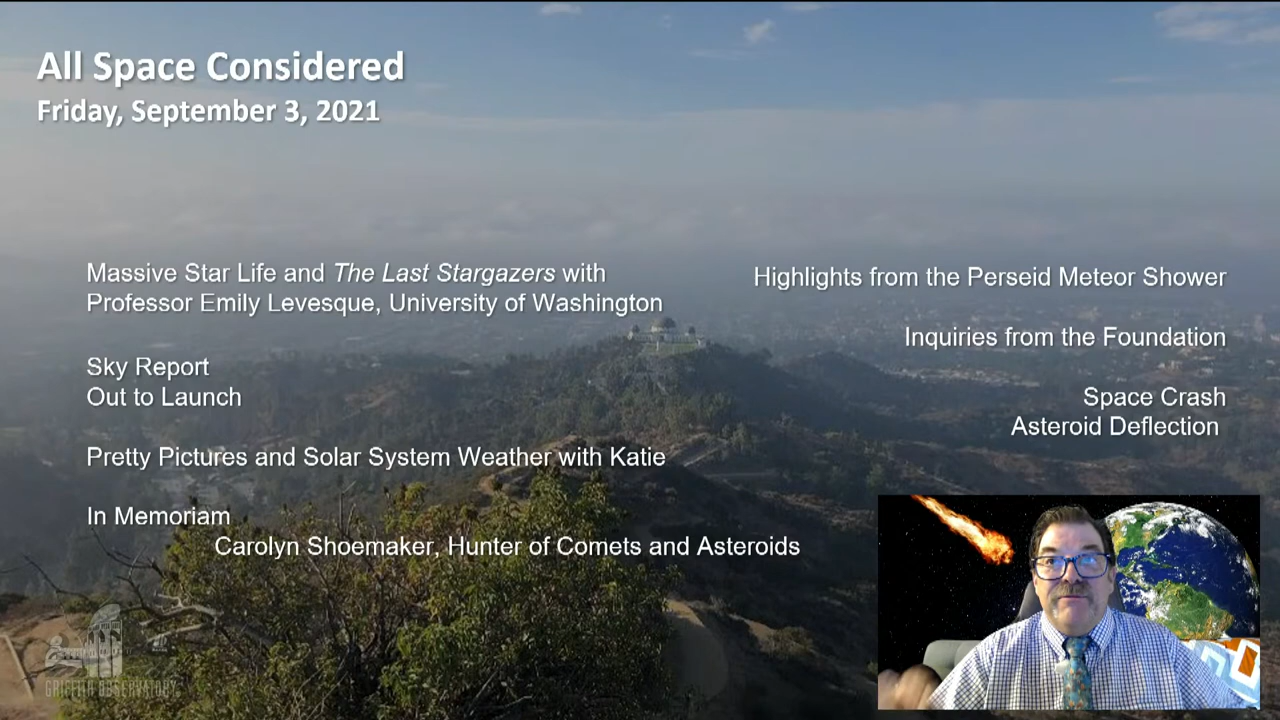 All Space Considered
Friday, September 3, 2021
Massive Star Life and The Last Stargazers with
Professor Emily Levesque, University of Washington
Sky Report
Out to Launch
Pretty Pictures and Solar System Weather with Katie
In Memoriam
Carolyn Shoemaker, Hunter of Comets and Asteroids
Highlights from the Perseid Meteor Shower
Inquiries from the Foundation
Space Crash
Asteroid Deflection
GRIFFITH OBSERVATORY